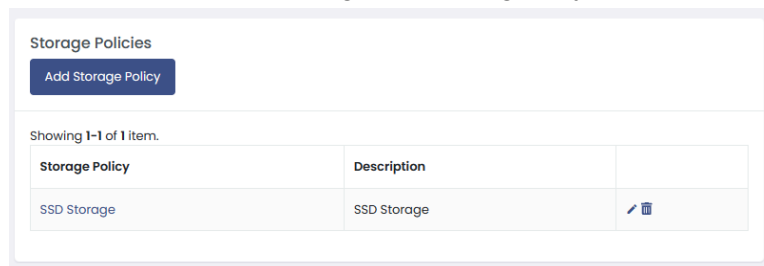 Storage Policies
Add Storage Policy
Showing 1-1 of 1 item.
Storage Policy Description
SSD Storage SSD Storage